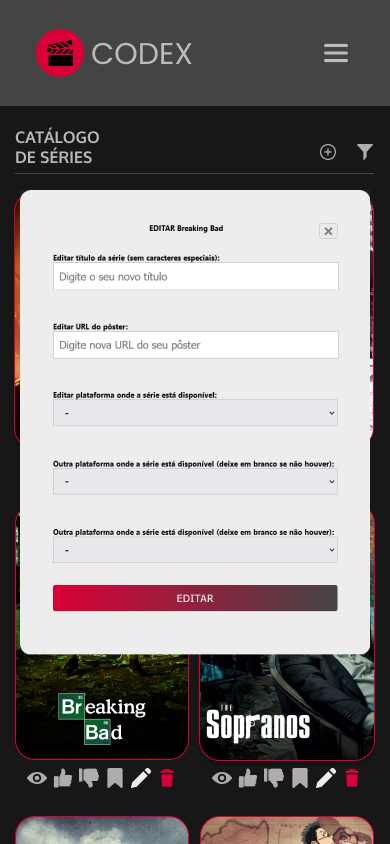 CODEX
CATÁLOGO
DE SÉRIES
EDITAR Breaking Bad
Editar título da série (sem caracteres especiais):
Digite o seu novo título
Editar URL do pôster:
Digite nova URL do seu pôster
Editar plataforma onde a série está disponível:
-
Outra plataforma onde a série está disponível (deixe em branco se não houver):
-
Outra plataforma onde a série está disponível (deixe em branco se não houver):
-
EDITAR
Breaking
Bad
THE
Sopranos